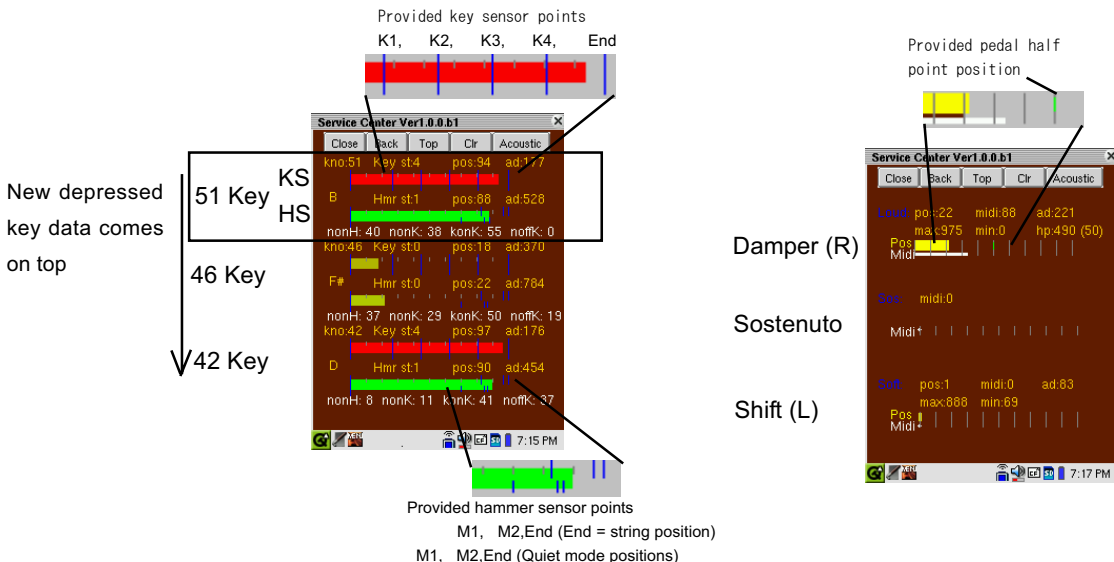 Provided key sensor points
K1, K2, K3, K4, End
Service Center Ver1.0.0.b1 ×
Close Back Top Clr Acoustic
kno:51 Key st:4 pos:94 ad:177
B Hmr st:1 pos:88 ad:528
nonH: 40 nonK: 38 konK: 55 noffK: 0
kno:46 Key st:0 pos:18 ad:370
F# Hmr st:0 pos:22 ad:784
nonH: 37 nonK: 29 konK: 50 noffK: 19
kno:42 Key st:4 pos:97 ad:176
D Hmr st:1 pos:90 ad:454
nonH: 8 nonK: 11 konK: 41 noffK: 37
7:15 PM
New depressed
key data comes
on top
51 Key
KS
HS
46 Key
42 Key
Provided hammer sensor points
M1, M2,End (End = string position)
M1, M2,End (Quiet mode positions)
Provided pedal half
point position
Service Center Ver1.0.0.b1 ×
Close Back Top Clr Acoustic
Loud: pos:22 midi:88 ad:221
max:975 min:0 hp:490 (50)
Pos
Midi
Sos: midi:0
Midi
Soft: pos:1 midi:0 ad:83
max:888 min:69
Pos
Midi
7:17 PM
Damper (R)
Sostenuto
Shift (L)